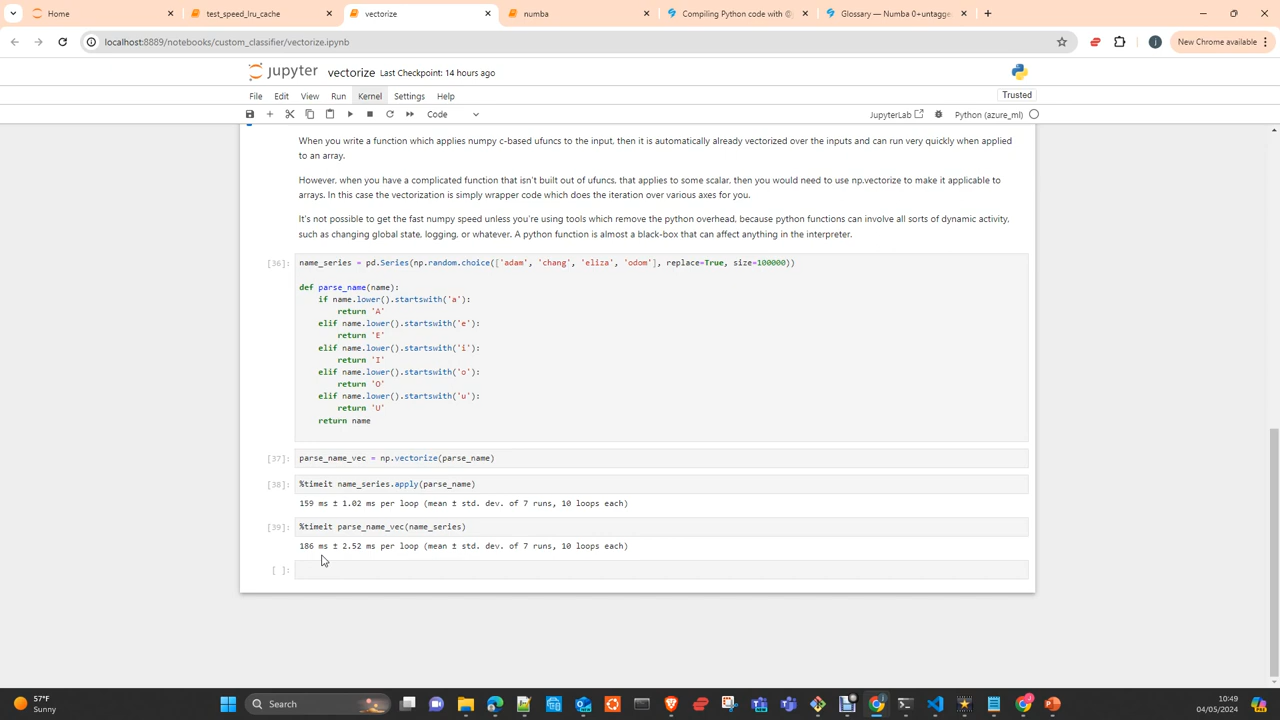 Home
test_speed_lru_cache
vectorize
numba
Compiling Python code with @
Glossary — Numba 0+untagge
localhost:8889/notebooks/custom_classifier/vectorize.ipynb
New Chrome available
jupyter vectorize Last Checkpoint: 14 hours ago
File Edit View Run Kernel Settings Help
Trusted
Code
JupyterLab
Python (azure_ml)
When you write a function which applies numpy c-based ufuncs to the input, then it is automatically already vectorized over the inputs and can run very quickly when applied
to an array.
However, when you have a complicated function that isn't built out of ufuncs, that applies to some scalar, then you would need to use np.vectorize to make it applicable to
arrays. In this case the vectorization is simply wrapper code which does the iteration over various axes for you.
It's not possible to get the fast numpy speed unless you're using tools which remove the python overhead, because python functions can involve all sorts of dynamic activity,
such as changing global state, logging, or whatever. A python function is almost a black-box that can affect anything in the interpreter.
[36]: name_series = pd.Series(np.random.choice(['adam', 'chang', 'eliza', 'odom'], replace=True, size=100000))
def parse_name(name):
if name.lower().startswith('a'):
return 'A'
elif name.lower().startswith('e'):
return 'E'
elif name.lower().startswith('i'):
return 'I'
elif name.lower().startswith('o'):
return 'O'
elif name.lower().startswith('u'):
return 'U'
return name
[37]: parse_name_vec = np.vectorize(parse_name)
[38]: %timeit name_series.apply(parse_name)
159 ms ± 1.02 ms per loop (mean ± std. dev. of 7 runs, 10 loops each)
[39]: %timeit parse_name_vec(name_series)
186 ms ± 2.52 ms per loop (mean ± std. dev. of 7 runs, 10 loops each)
[ ]:
57°F
Sunny
Search
10:49
04/05/2024